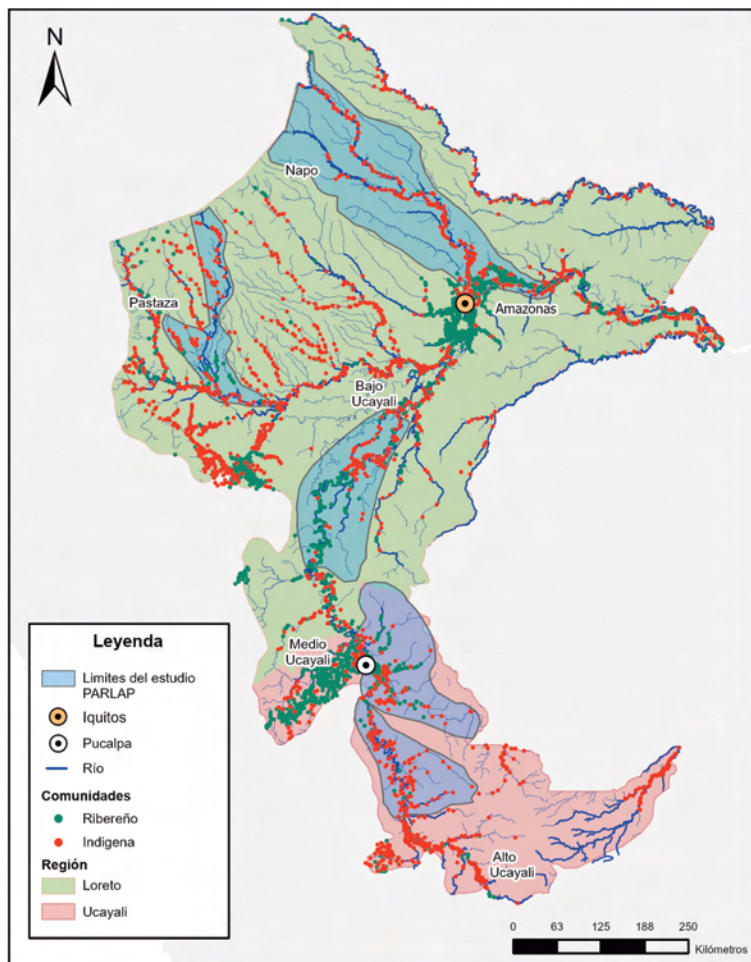 N
Napo
Pastaza
Amazonas
Bajo
Ucayali
Medio
Ucayali
Alto
Ucayali
Leyenda
Limites del estudio
PARLAP
Iquitos
Pucalpa
Río
Comunidades
Ribereño
Indigena
Región
Loreto
Ucayali
0 63 125 188 250
Kilómetros